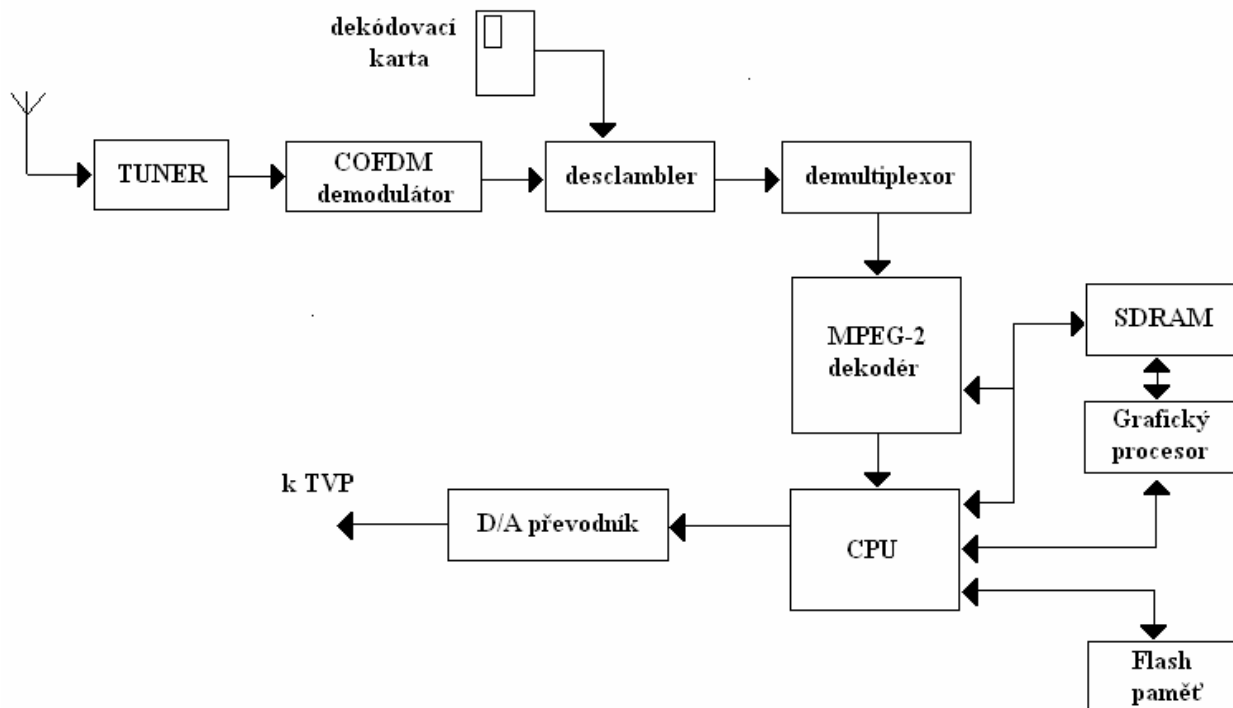 dekódovací
karta
TUNER
COFDM
demodulátor
desclambler
demultiplexor
MPEG-2
dekodér
SDRAM
Grafický
procesor
k TVP
D/A převodník
CPU
Flash
paměť